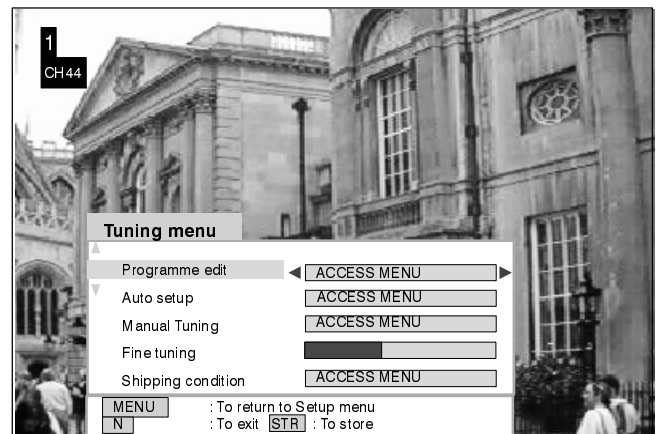 1
CH44
Tuning menu
Programme edit ACCESS MENU
Auto setup ACCESS MENU
Manual Tuning ACCESS MENU
Fine tuning
Shipping condition ACCESS MENU
MENU : To return to Setup menu
N : To exit STR : To store